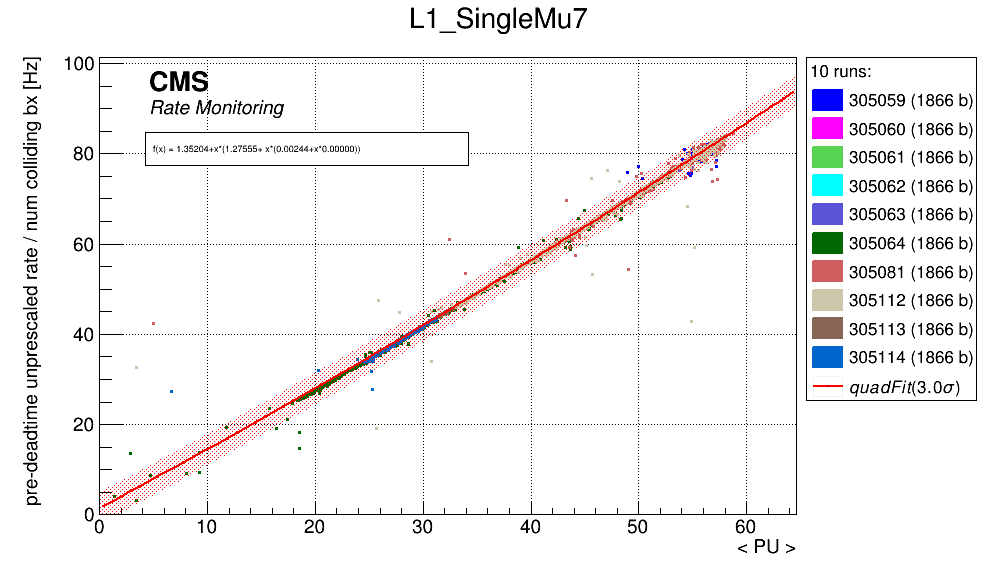 L1_SingleMu7
pre-deadtime unprescaled rate / num colliding bx [Hz]
100
80
60
40
20
0
CMS
Rate Monitoring
f(x) = 1.35204+x*(1.27555+ x*(0.00244+x*0.00000))
0 10 20 30 40 50 60
< PU >
10 runs:
305059 (1866 b)
305060 (1866 b)
305061 (1866 b)
305062 (1866 b)
305063 (1866 b)
305064 (1866 b)
305081 (1866 b)
305112 (1866 b)
305113 (1866 b)
305114 (1866 b)
quadFit(3.0σ)